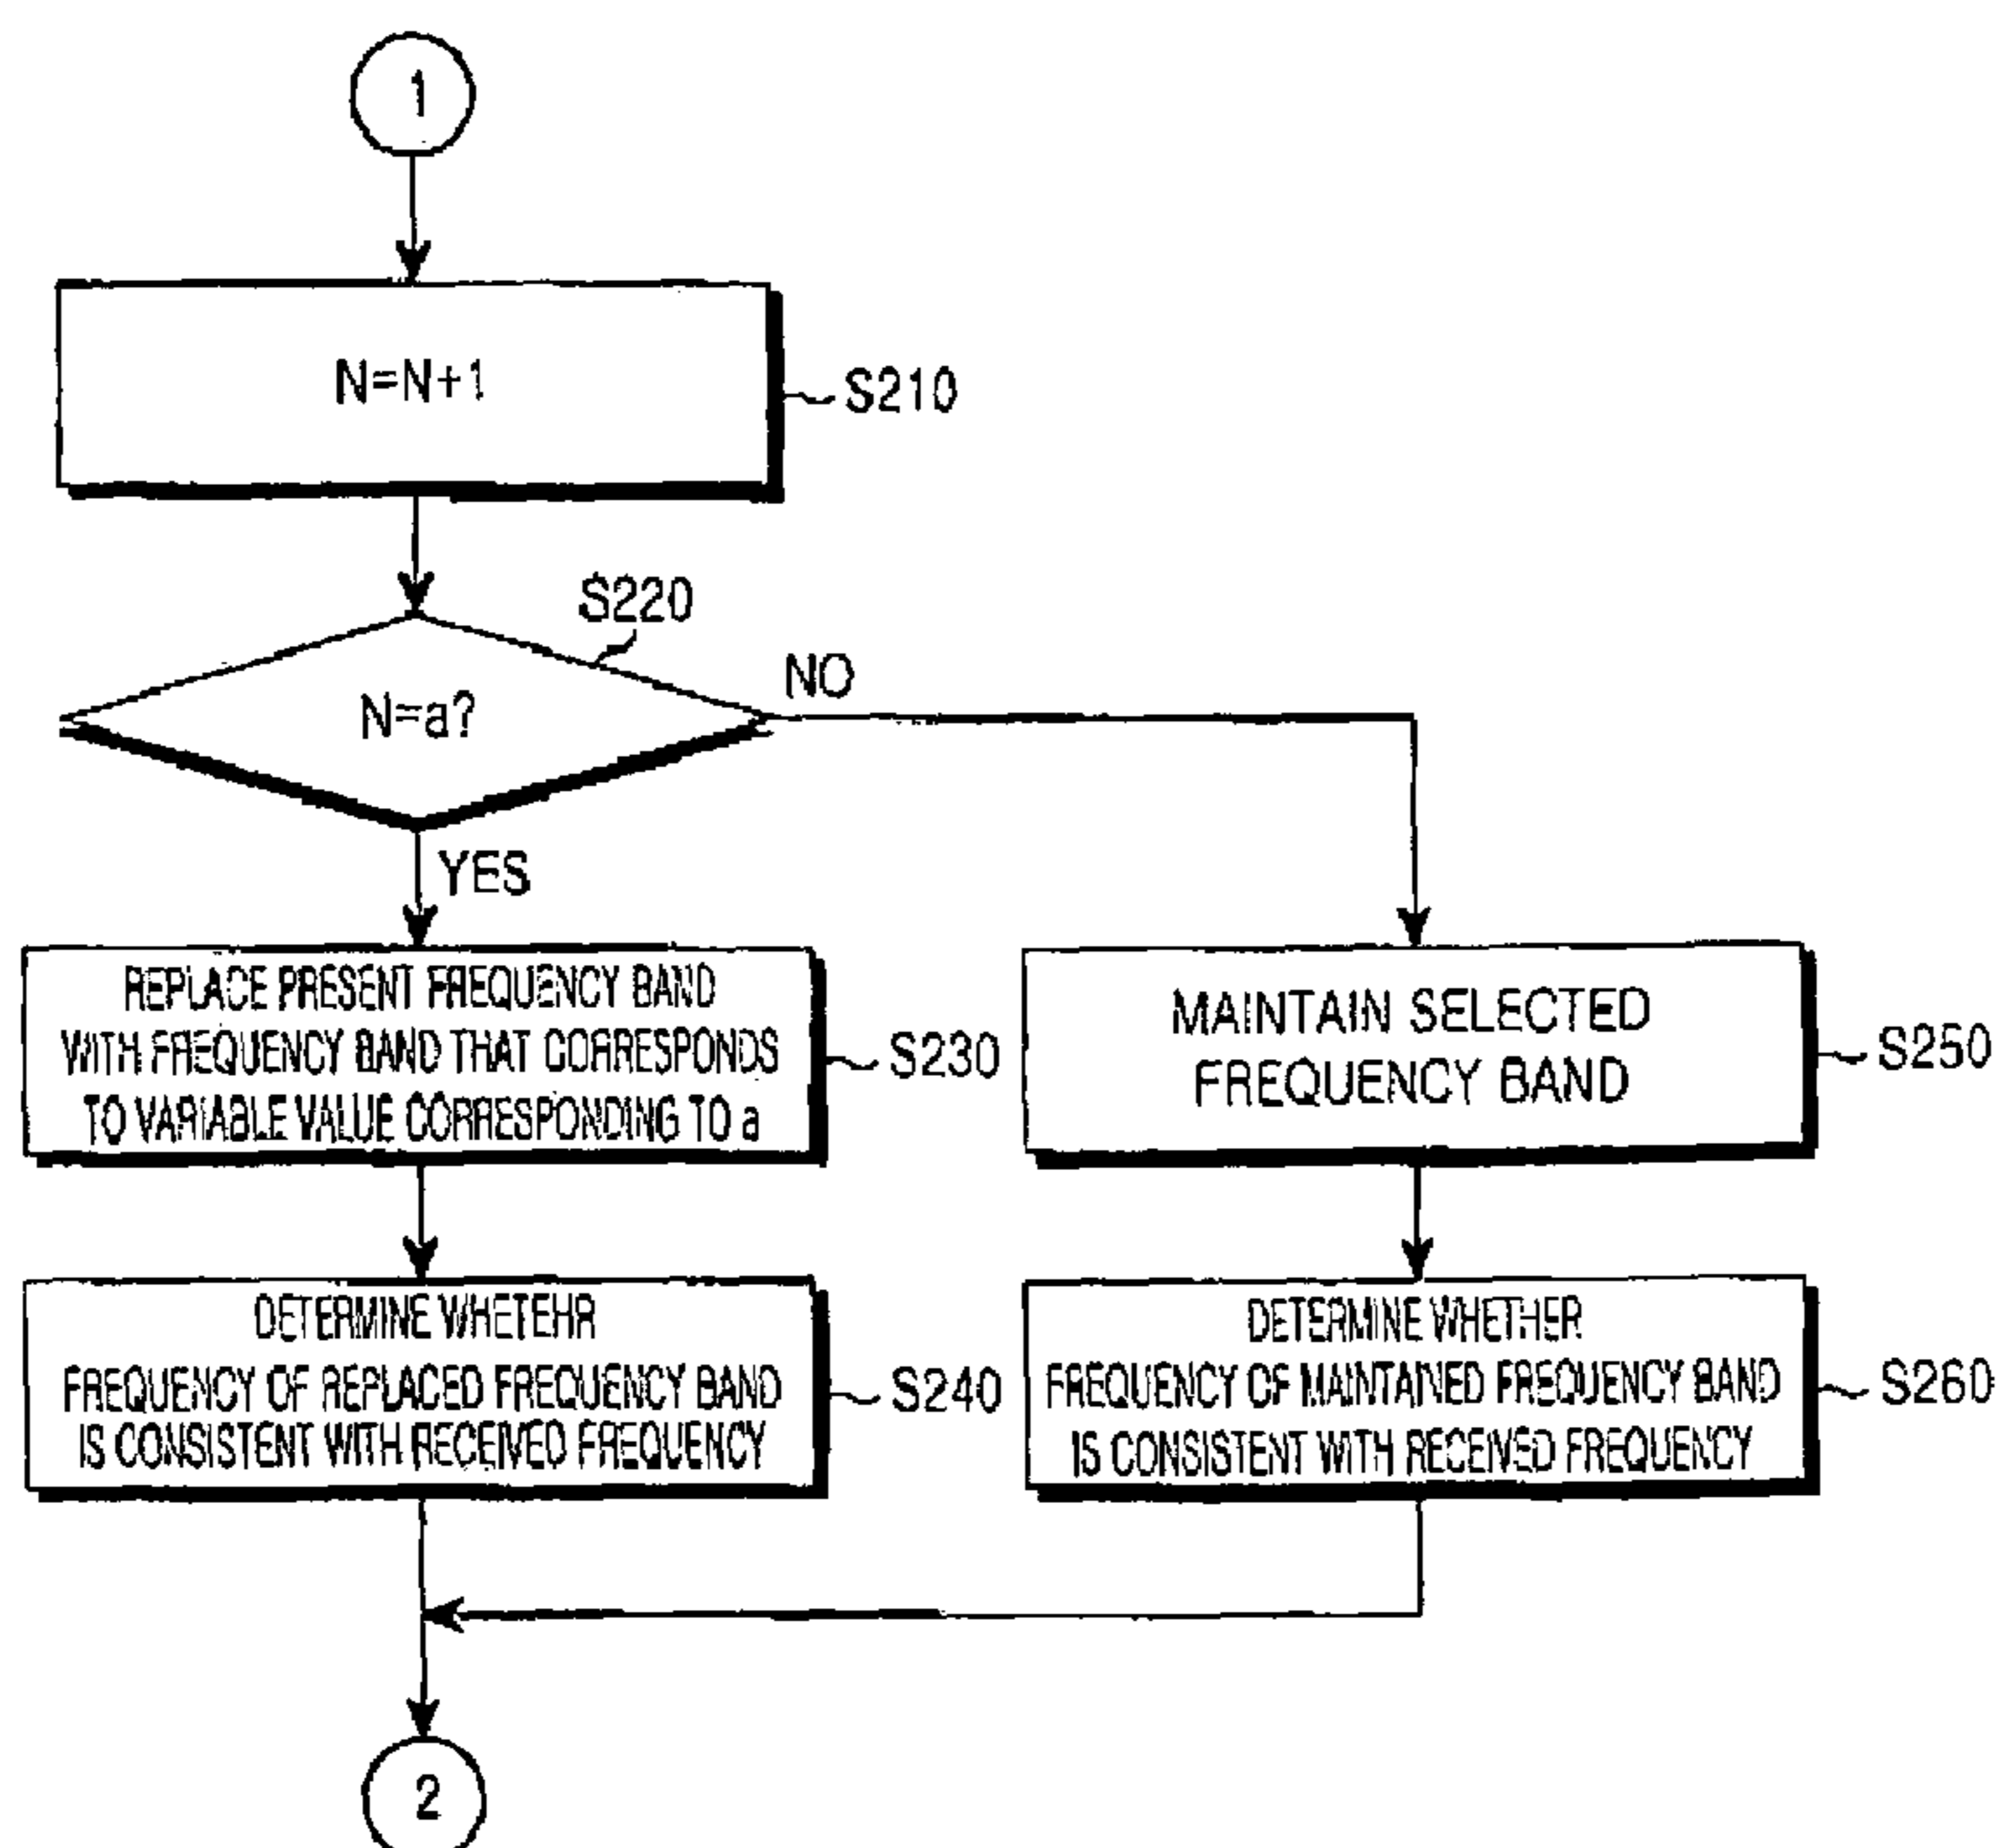 1
N=N+1
S210
S220
N=a?
NO
YES
REPLACE PRESENT FREQUENCY BAND
WITH FREQUENCY BAND THAT CORRESPONDS
TO VARIABLE VALUE CORRESPONDING TO a
S230
MAINTAIN SELECTED
FREQUENCY BAND
S250
DETERMINE WHETEHR
FREQUENCY OF REPLACED FREQUENCY BAND
IS CONSISTENT WITH RECEIVED FREQUENCY
S240
DETERMINE WHETHER
FREQUENCY OF MAINTAINED FREQUENCY BAND
IS CONSISTENT WITH RECEIVED FREQUENCY
S260
2